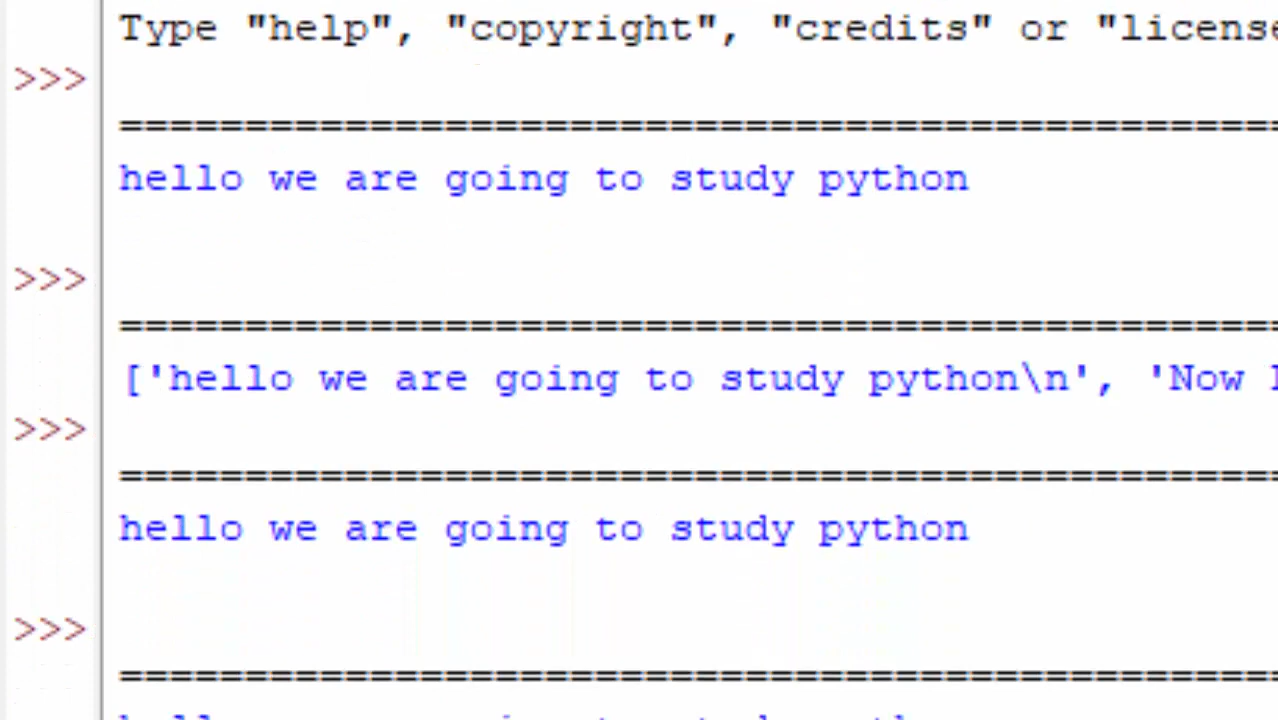 Type "help", "copyright", "credits" or "license
>>>
==============================================
hello we are going to study python
>>>
==============================================
['hello we are going to study python\n', 'Now
>>>
==============================================
hello we are going to study python
>>>
==============================================